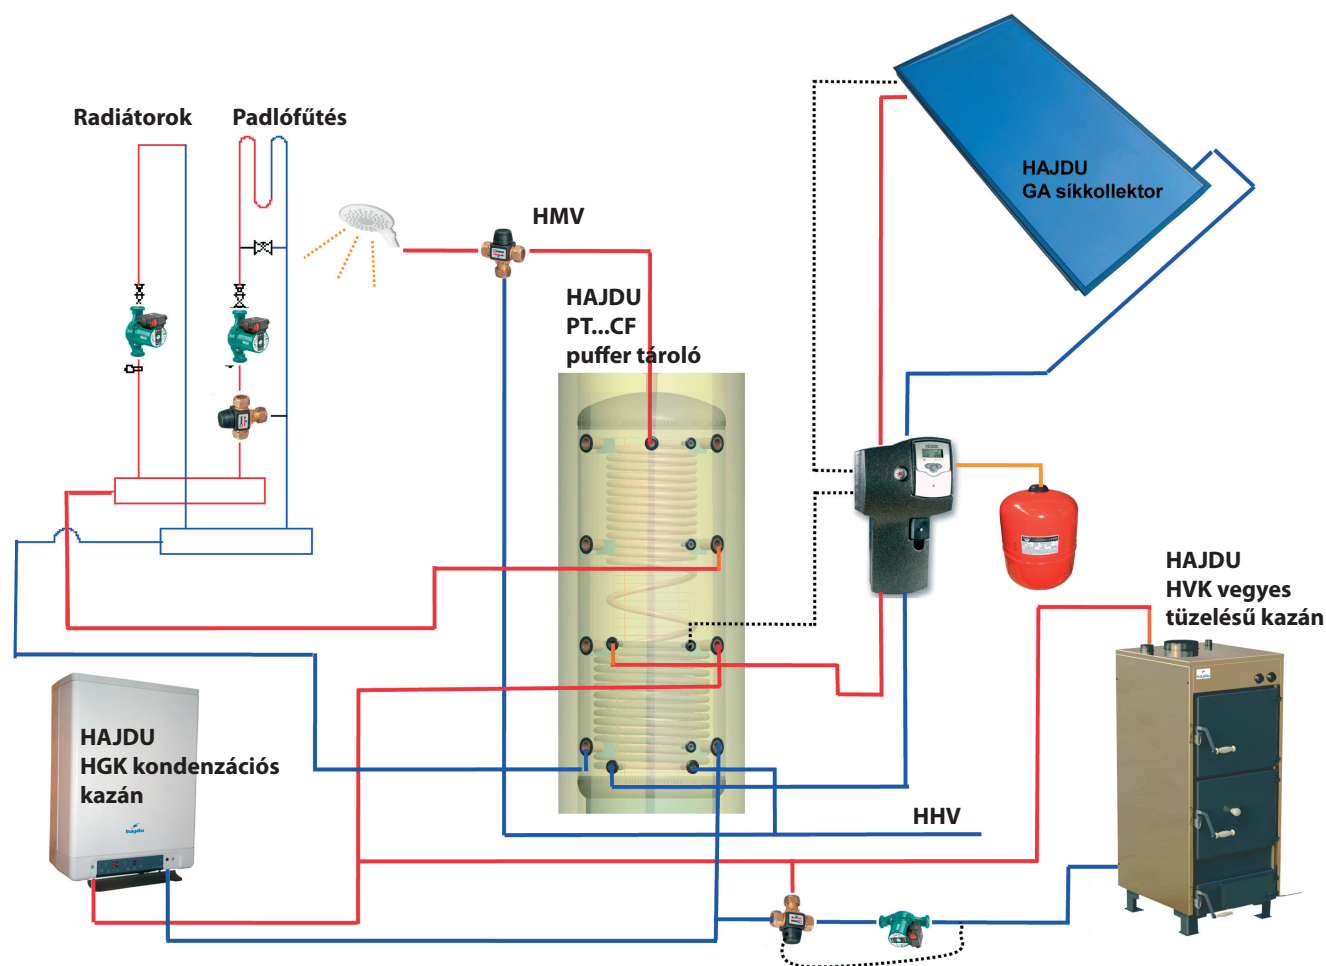 Radiátorok
Padlófűtés
HMV
HAJDU
GA síkkollektor
HAJDU
PT...CF
puffer tároló
HAJDU
HVK vegyes
tüzelésű kazán
HAJDU
HGK kondenzációs
kazán
hajdu
HHV